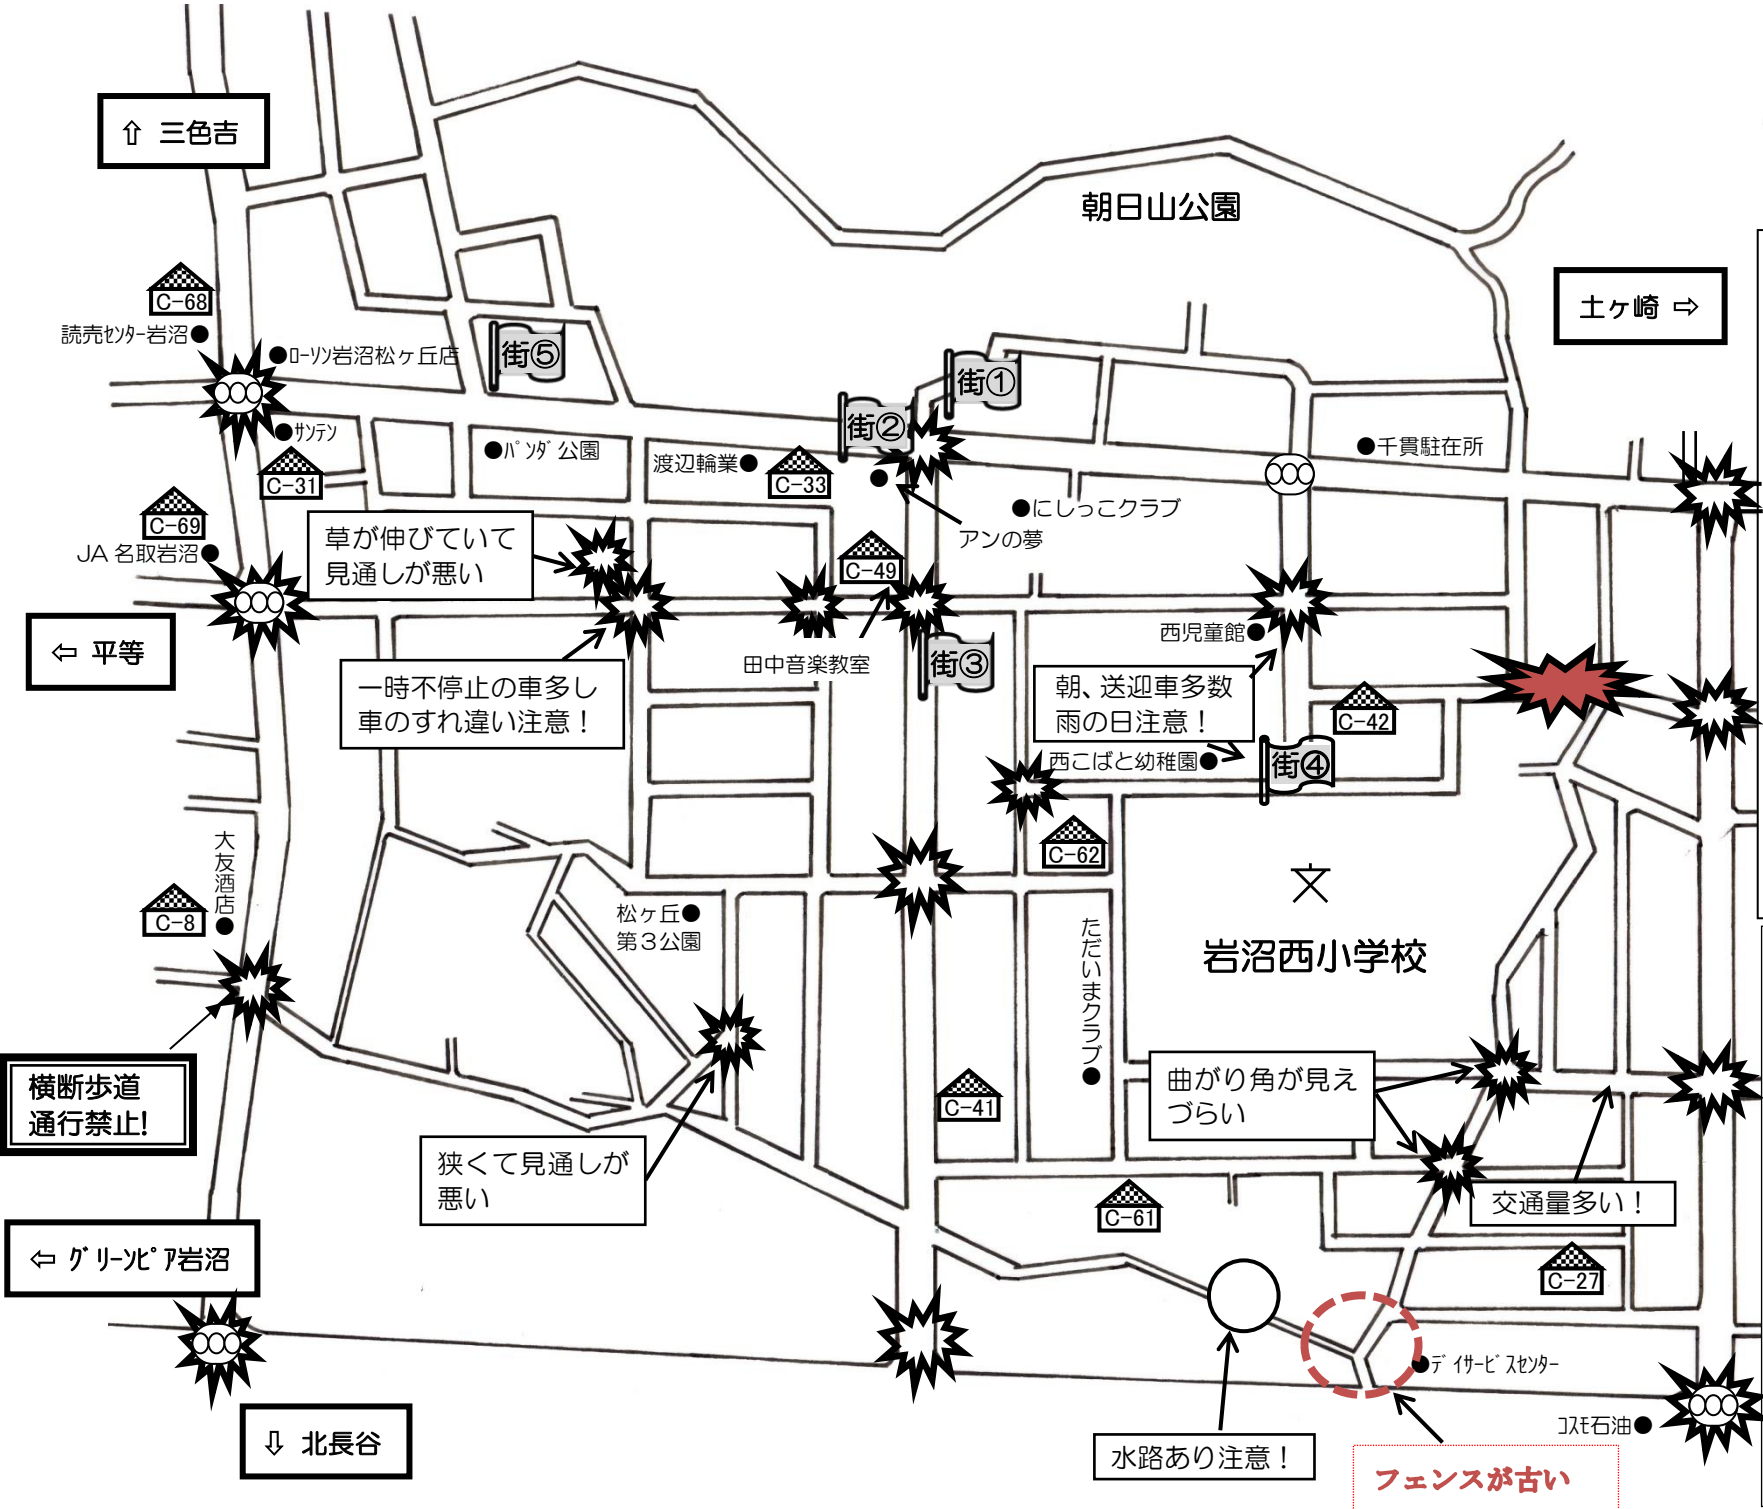 ⇧ 三色吉
朝日山公園
土ヶ崎 ⇨
C-68
読売ｾﾝﾀｰ岩沼
ﾛｰｿﾝ岩沼松ヶ丘店
街⑤
街①
街②
ｻﾝﾃﾝ
ﾊﾟﾝﾀﾞ公園
渡辺輪業
千貫駐在所
C-31
C-33
にしっこクラブ
アンの夢
C-69
JA 名取岩沼
草が伸びていて
見通しが悪い
C-49
⇦ 平等
西児童館
田中音楽教室
街③
一時不停止の車多し
車のすれ違い注意！
朝、送迎車多数
雨の日注意！
C-42
西こばと幼稚園
街④
大友酒店
C-62
C-8
松ヶ丘
第３公園
文
岩沼西小学校
ただいまクラブ
横断歩道
通行禁止!
C-41
曲がり角が見え
づらい
狭くて見通しが
悪い
交通量多い！
C-61
⇦ ｸﾞﾘｰﾝﾋﾟｱ岩沼
C-27
ﾃﾞｲｻｰﾋﾞｽｾﾝﾀｰ
⇩ 北長谷
水路あり注意！
ｺｽﾓ石油
フェンスが古い